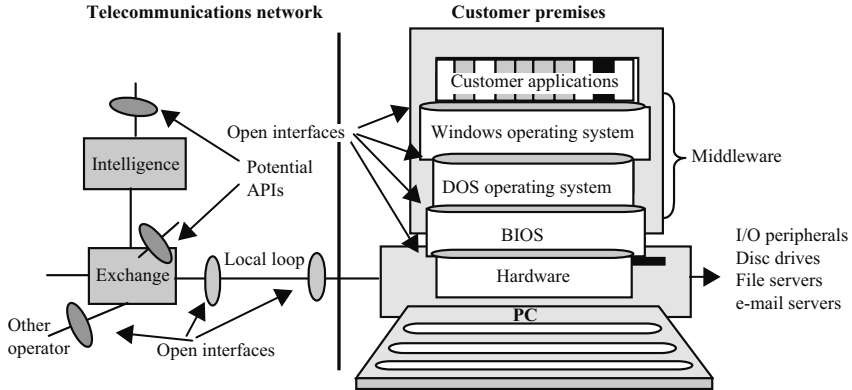 Telecommunications network
Customer premises
Customer applications
Open interfaces
Windows operating system
Intelligence
Potential
APIs
Middleware
DOS operating system
BIOS
I/O peripherals
Disc drives
File servers
e-mail servers
Local loop
Exchange
Hardware
PC
Other
operator
Open interfaces